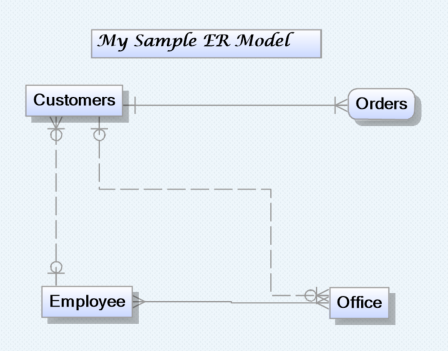 My Sample ER Model
Customers
Orders
Employee
Office